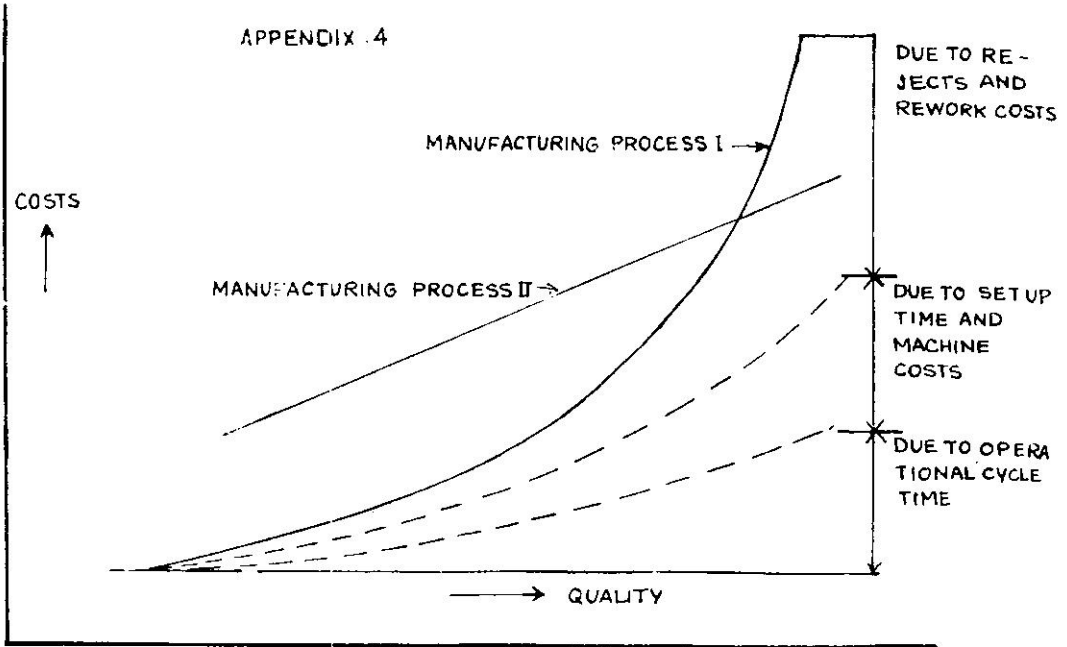 APPENDIX 4
DUE TO RE-
JECTS AND
REWORK COSTS
MANUFACTURING PROCESS I
COSTS
MANUFACTURING PROCESS II
DUE TO SET UP
TIME AND
MACHINE
COSTS
DUE TO OPERA
TIONAL CYCLE
TIME
QUALITY